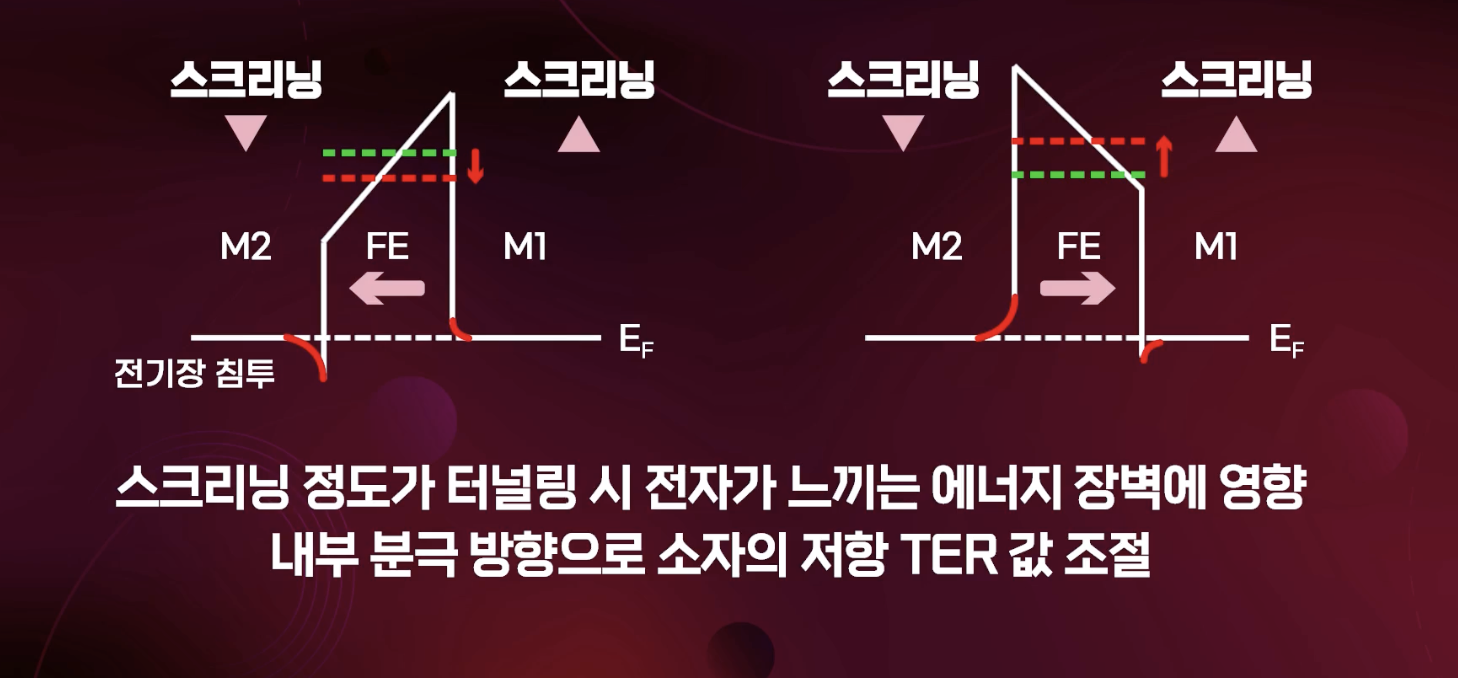 스크리닝 스크리닝 스크리닝 스크리닝
M2 FE M1 M2 FE M1
E_F E_F
전기장 침투
스크리닝 정도가 터널링 시 전자가 느끼는 에너지 장벽에 영향
내부 분극 방향으로 소자의 저항 TER 값 조절